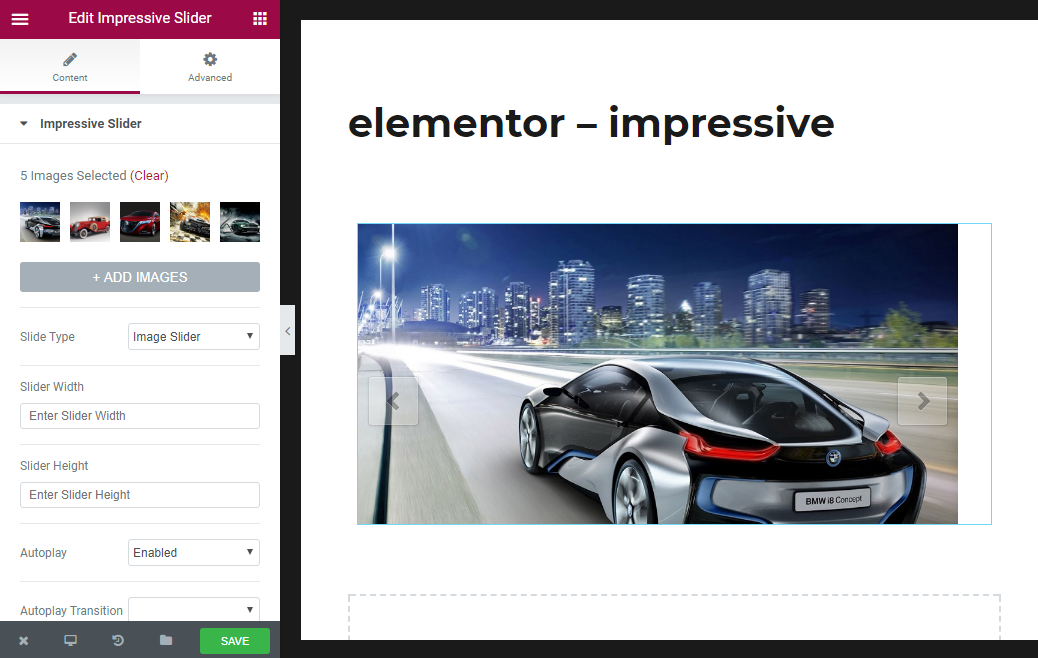 Edit Impressive Slider
Content
Advanced
Impressive Slider
5 Images Selected (Clear)
+ ADD IMAGES
Slide Type
Image Slider
Slider Width
Enter Slider Width
Slider Height
Enter Slider Height
Autoplay
Enabled
Autoplay Transition
SAVE
elementor – impressive
BMW i8 Concept